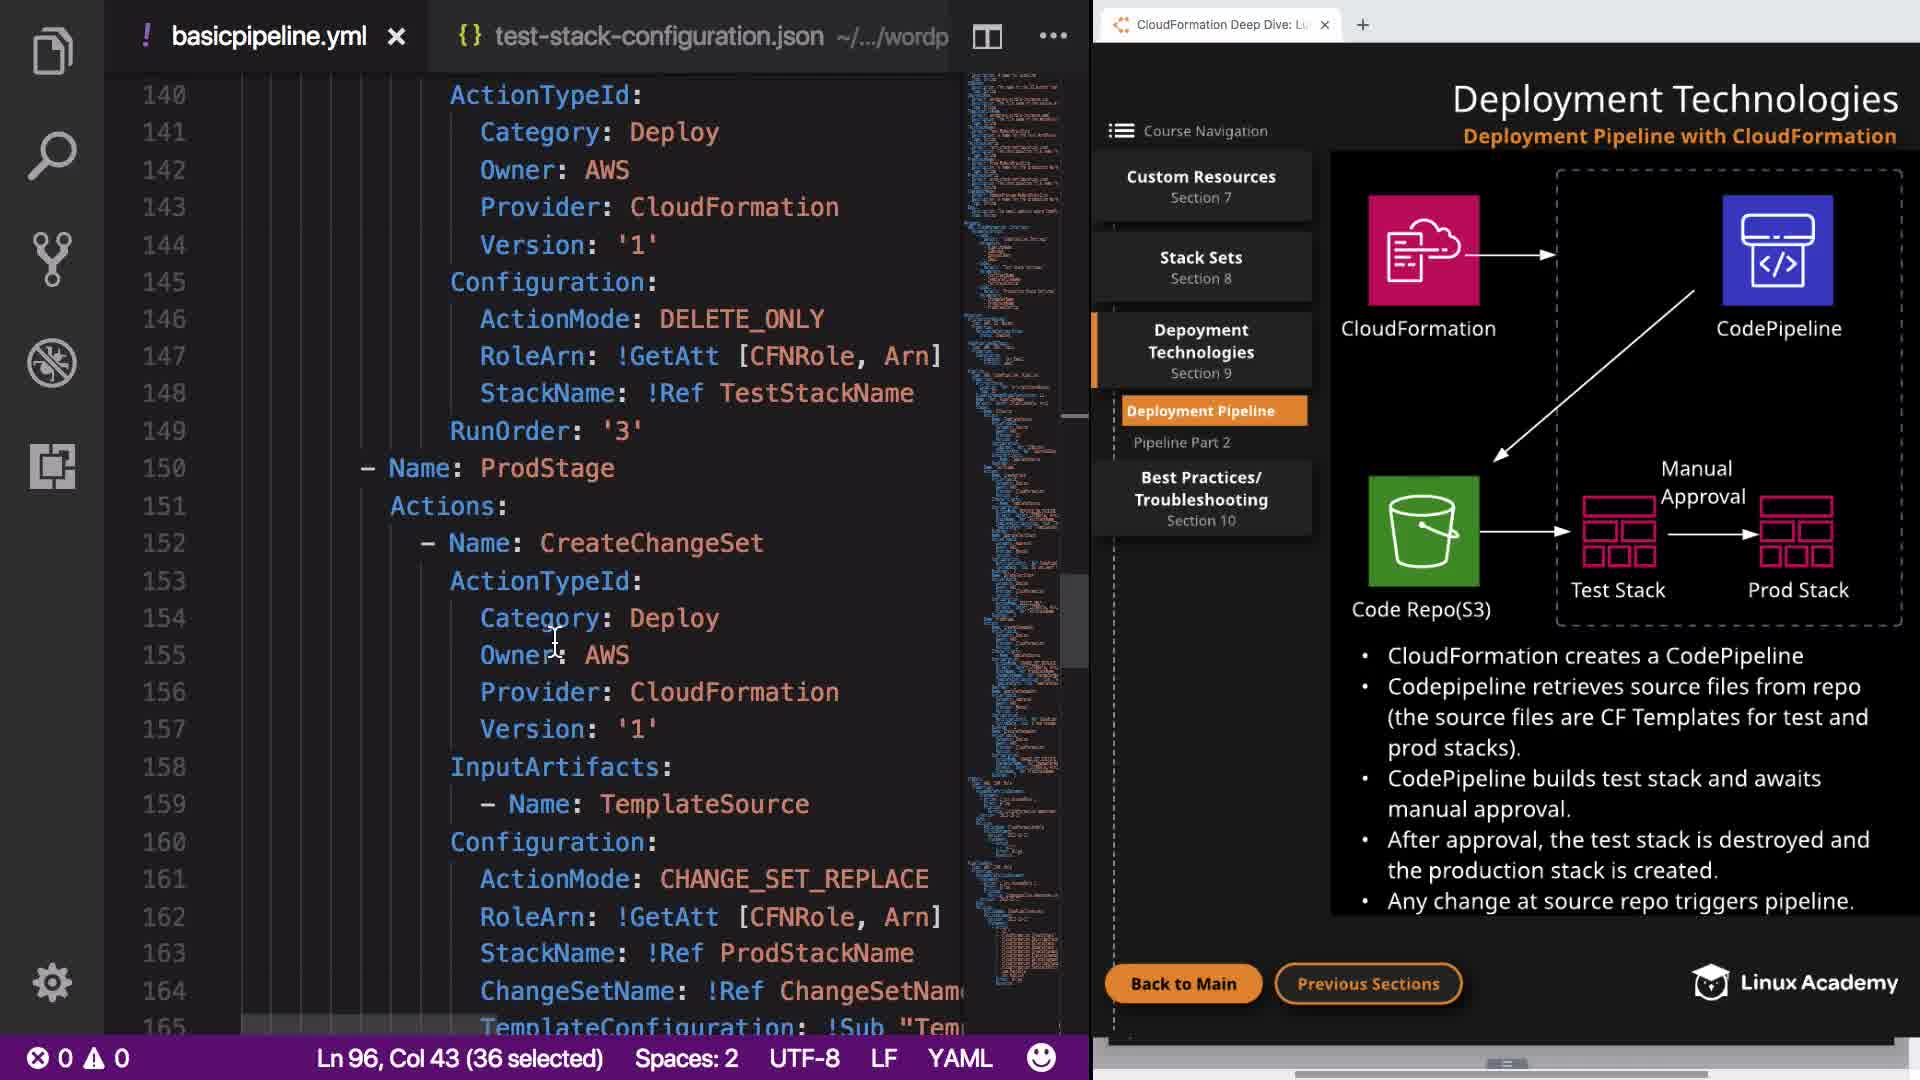 basicpipeline.yml
test-stack-configuration.json ~/.../wordp
140 ActionTypeId:
141 Category: Deploy
142 Owner: AWS
143 Provider: CloudFormation
144 Version: '1'
145 Configuration:
146 ActionMode: DELETE_ONLY
147 RoleArn: !GetAtt [CFNRole, Arn]
148 StackName: !Ref TestStackName
149 RunOrder: '3'
150 - Name: ProdStage
151 Actions:
152 - Name: CreateChangeSet
153 ActionTypeId:
154 Category: Deploy
155 Owner: AWS
156 Provider: CloudFormation
157 Version: '1'
158 InputArtifacts:
159 - Name: TemplateSource
160 Configuration:
161 ActionMode: CHANGE_SET_REPLACE
162 RoleArn: !GetAtt [CFNRole, Arn]
163 StackName: !Ref ProdStackName
164 ChangeSetName: !Ref ChangeSetName
165 TemplateConfiguration: !Sub "Tem
0 0 Ln 96, Col 43 (36 selected) Spaces: 2 UTF-8 LF YAML
CloudFormation Deep Dive: Lu
Deployment Technologies
Deployment Pipeline with CloudFormation
Course Navigation
Custom Resources
Section 7
Stack Sets
Section 8
Depoyment
Technologies
Section 9
Deployment Pipeline
Pipeline Part 2
Best Practices/
Troubleshooting
Section 10
CloudFormation
CodePipeline
Manual
Approval
Code Repo(S3)
Test Stack
Prod Stack
• CloudFormation creates a CodePipeline
• Codepipeline retrieves source files from repo
(the source files are CF Templates for test and
prod stacks).
• CodePipeline builds test stack and awaits
manual approval.
• After approval, the test stack is destroyed and
the production stack is created.
• Any change at source repo triggers pipeline.
Back to Main
Previous Sections
Linux Academy